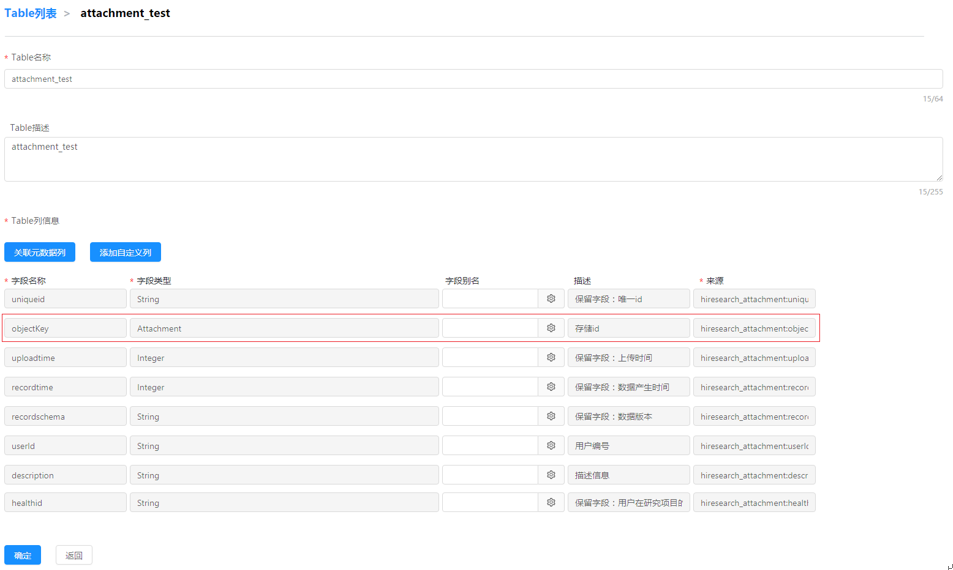 Table列表 > attachment_test
* Table名称
attachment_test
15/64
Table描述
attachment_test
15/255
* Table列信息
关联元数据列 添加自定义列
* 字段名称 * 字段类型 字段别名 描述 * 来源
uniqueid String 保留字段：唯一id hiresearch_attachment:uniqu
objectKey Attachment 存储id hiresearch_attachment:objec
uploadtime Integer 保留字段：上传时间 hiresearch_attachment:uploa
recordtime Integer 保留字段：数据产生时间 hiresearch_attachment:recor
recordschema String 保留字段：数据版本 hiresearch_attachment:recor
userId String 用户编号 hiresearch_attachment:userIc
description String 描述信息 hiresearch_attachment:descr
healthid String 保留字段：用户在研究项目的 hiresearch_attachment:healtl
确定 返回